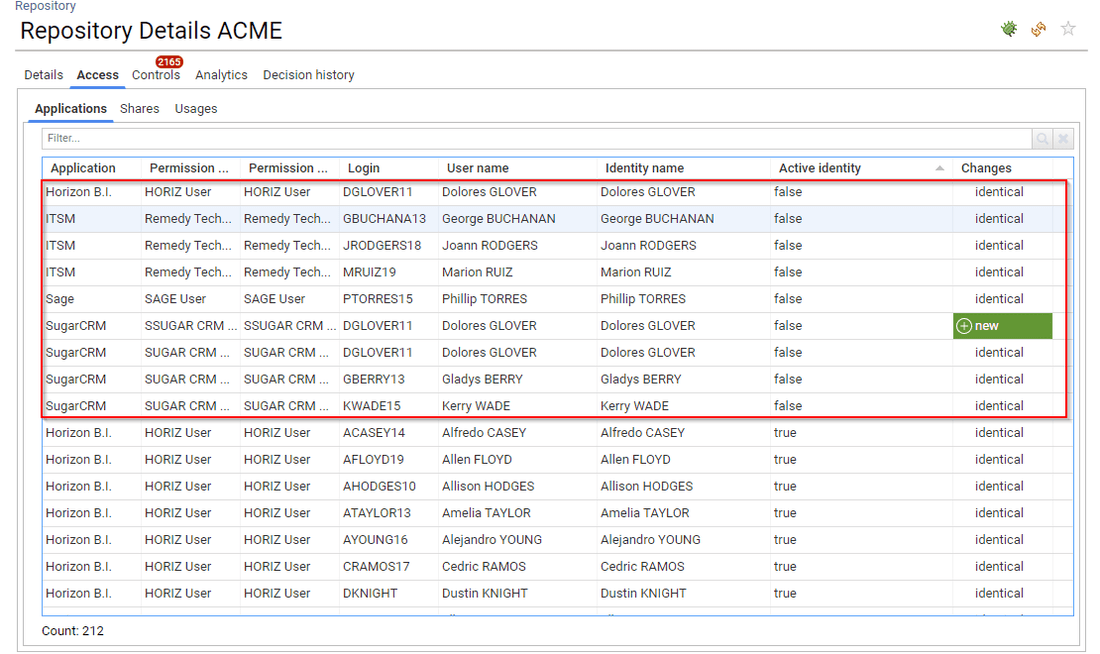 Repository
Repository Details ACME
2165
Details Access Controls Analytics Decision history
Applications Shares Usages
Filter...
Application Permission ... Permission ... Login User name Identity name Active identity Changes
Horizon B.I. HORIZ User HORIZ User DGLOVER11 Dolores GLOVER Dolores GLOVER false identical
ITSM Remedy Tech... Remedy Tech... GBUCHANA13 George BUCHANAN George BUCHANAN false identical
ITSM Remedy Tech... Remedy Tech... JRODGERS18 Joann RODGERS Joann RODGERS false identical
ITSM Remedy Tech... Remedy Tech... MRUIZ19 Marion RUIZ Marion RUIZ false identical
Sage SAGE User SAGE User PTORRES15 Phillip TORRES Phillip TORRES false identical
SugarCRM SSUGAR CRM ... SSUGAR CRM ... DGLOVER11 Dolores GLOVER Dolores GLOVER false new
SugarCRM SUGAR CRM ... SUGAR CRM ... DGLOVER11 Dolores GLOVER Dolores GLOVER false identical
SugarCRM SUGAR CRM ... SUGAR CRM ... GBERRY13 Gladys BERRY Gladys BERRY false identical
SugarCRM SUGAR CRM ... SUGAR CRM ... KWADE15 Kerry WADE Kerry WADE false identical
Horizon B.I. HORIZ User HORIZ User ACASEY14 Alfredo CASEY Alfredo CASEY true identical
Horizon B.I. HORIZ User HORIZ User AFLOYD19 Allen FLOYD Allen FLOYD true identical
Horizon B.I. HORIZ User HORIZ User AHODGES10 Allison HODGES Allison HODGES true identical
Horizon B.I. HORIZ User HORIZ User ATAYLOR13 Amelia TAYLOR Amelia TAYLOR true identical
Horizon B.I. HORIZ User HORIZ User AYOUNG16 Alejandro YOUNG Alejandro YOUNG true identical
Horizon B.I. HORIZ User HORIZ User CRAMOS17 Cedric RAMOS Cedric RAMOS true identical
Horizon B.I. HORIZ User HORIZ User DKNIGHT Dustin KNIGHT Dustin KNIGHT true identical
Count: 212